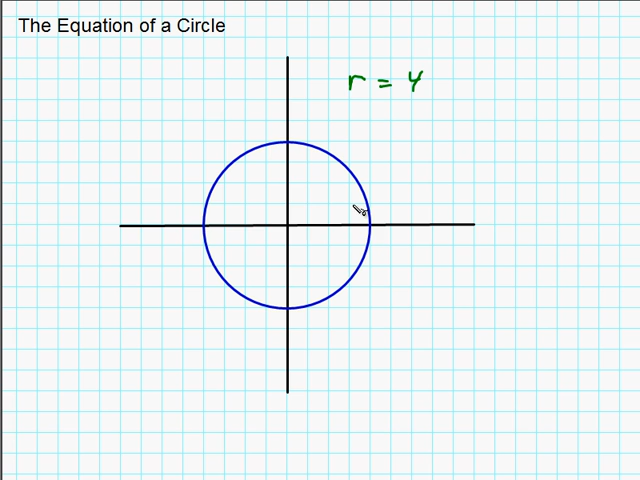 The Equation of a Circle
r = 4